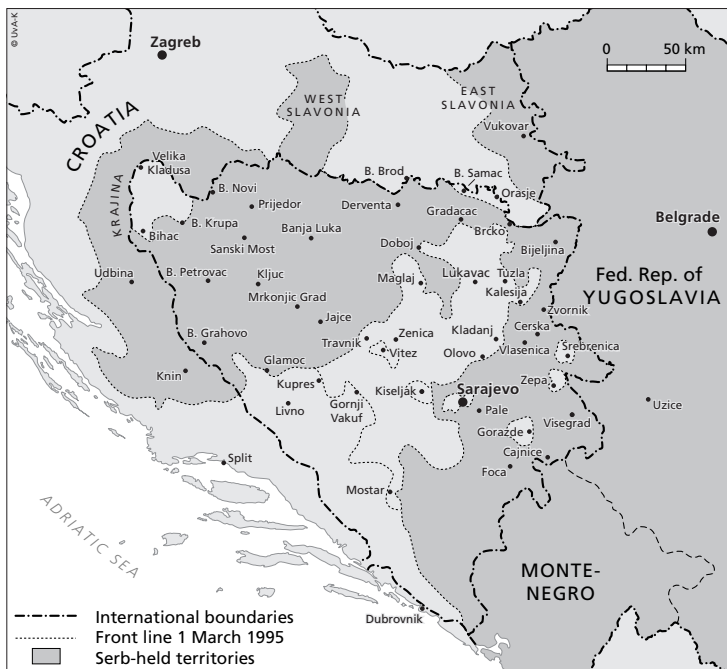 © UvA-K
Zagreb
0 50 km
WEST
SLAVONIA
EAST
SLAVONIA
Vukovar
CROATIA
Velika
Kladusa
KRAJINA
B. Novi
B. Brod
B. Samac
Orasje
Prijedor
Derventa
Gradacac
B. Krupa
Brčko
Belgrade
Bihac
Sanski Most
Banja Luka
Doboj
Bijeljina
Udbina
B. Petrovac
Kljuc
Maglaj
Lukavac
Tuzla
Kalesija
Fed. Rep. of
YUGOSLAVIA
Mrkonjic Grad
Zvornik
Jajce
Cerska
B. Grahovo
Travnik
Zenica
Kladanj
Vitez
Olovo
Vlasenica
Srebrenica
Knin
Glamoc
Kupres
Kiselják
Sarajevo
Zepa
Livno
Gornji
Vakuf
Pale
Uzice
Gorazde
Visegrad
Split
Cajnice
Foca
Mostar
ADRIATIC SEA
MONTE-
NEGRO
Dubrovnik
International boundaries
Front line 1 March 1995
Serb-held territories